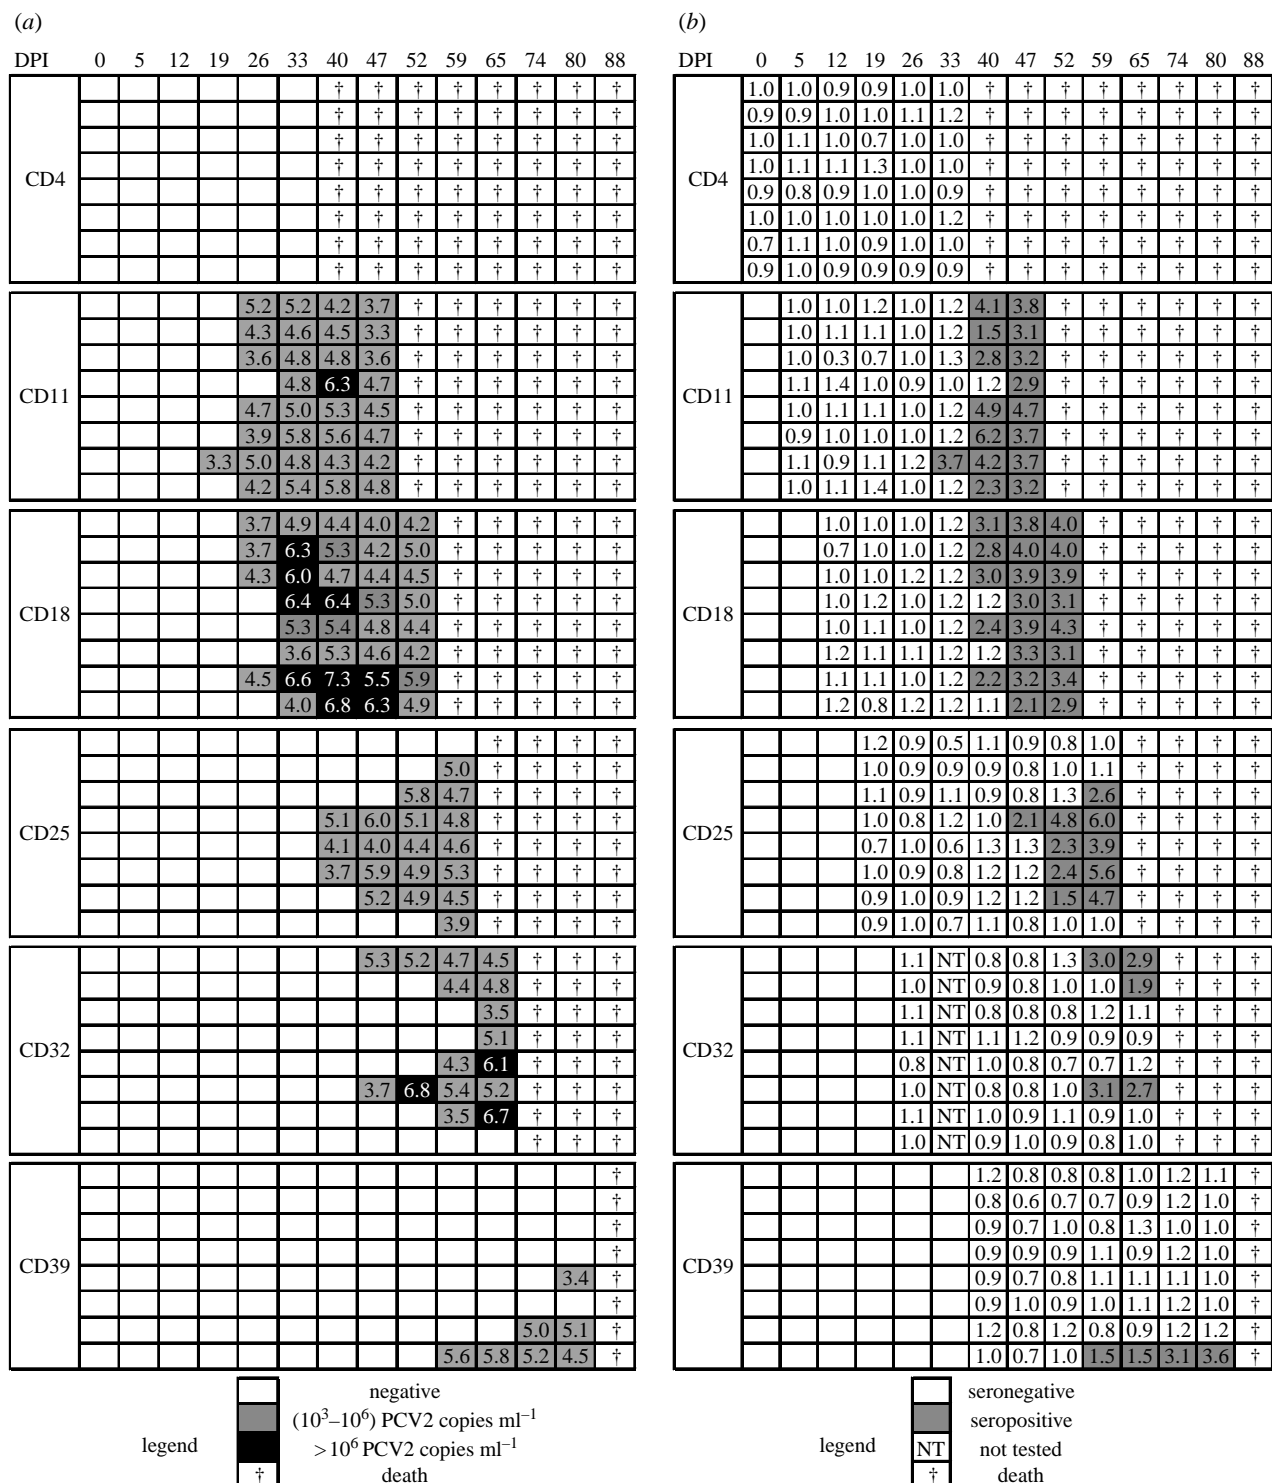 (a)
DPI 0 5 12 19 26 33 40 47 52 59 65 74 80 88
CD4
† † † † † † † †
† † † † † † † †
† † † † † † † †
† † † † † † † †
† † † † † † † †
† † † † † † † †
† † † † † † † †
† † † † † † † †
CD11
5.2 5.2 4.2 3.7 † † † † † †
4.3 4.6 4.5 3.3 † † † † † †
3.6 4.8 4.8 3.6 † † † † † †
4.8 6.3 4.7 † † † † † †
4.7 5.0 5.3 4.5 † † † † † †
3.9 5.8 5.6 4.7 † † † † † †
3.3 5.0 4.8 4.3 4.2 † † † † † †
4.2 5.4 5.8 4.8 † † † † † †
CD18
3.7 4.9 4.4 4.0 4.2 † † † † †
3.7 6.3 5.3 4.2 5.0 † † † † †
4.3 6.0 4.7 4.4 4.5 † † † † †
6.4 6.4 5.3 5.0 † † † † †
5.3 5.4 4.8 4.4 † † † † †
3.6 5.3 4.6 4.2 † † † † †
4.5 6.6 7.3 5.5 5.9 † † † † †
4.0 6.8 6.3 4.9 † † † † †
CD25
† † † †
5.0 † † † †
5.8 4.7 † † † †
5.1 6.0 5.1 4.8 † † † †
4.1 4.0 4.4 4.6 † † † †
3.7 5.9 4.9 5.3 † † † †
5.2 4.9 4.5 † † † †
3.9 † † † †
CD32
5.3 5.2 4.7 4.5 † † †
4.4 4.8 † † †
3.5 † † †
5.1 † † †
4.3 6.1 † † †
3.7 6.8 5.4 5.2 † † †
3.5 6.7 † † †
† † †
CD39
†
†
†
†
3.4 †
†
5.0 5.1 †
5.6 5.8 5.2 4.5 †
legend
negative
(10³–10⁶) PCV2 copies ml⁻¹
>10⁶ PCV2 copies ml⁻¹
† death
(b)
DPI 0 5 12 19 26 33 40 47 52 59 65 74 80 88
CD4
1.0 1.0 0.9 0.9 1.0 1.0 † † † † † † † †
0.9 0.9 1.0 1.0 1.1 1.2 † † † † † † † †
1.0 1.1 1.0 0.7 1.0 1.0 † † † † † † † †
1.0 1.1 1.1 1.3 1.0 1.0 † † † † † † † †
0.9 0.8 0.9 1.0 1.0 0.9 † † † † † † † †
1.0 1.0 1.0 1.0 1.0 1.2 † † † † † † † †
0.7 1.1 1.0 0.9 1.0 1.0 † † † † † † † †
0.9 1.0 0.9 0.9 0.9 0.9 † † † † † † † †
CD11
1.0 1.0 1.2 1.0 1.2 4.1 3.8 † † † † † †
1.0 1.1 1.1 1.0 1.2 1.5 3.1 † † † † † †
1.0 0.3 0.7 1.0 1.3 2.8 3.2 † † † † † †
1.1 1.4 1.0 0.9 1.0 1.2 2.9 † † † † † †
1.0 1.1 1.1 1.0 1.2 4.9 4.7 † † † † † †
0.9 1.0 1.0 1.0 1.2 6.2 3.7 † † † † † †
1.1 0.9 1.1 1.2 3.7 4.2 3.7 † † † † † †
1.0 1.1 1.4 1.0 1.2 2.3 3.2 † † † † † †
CD18
1.0 1.0 1.0 1.2 3.1 3.8 4.0 † † † † †
0.7 1.0 1.0 1.2 2.8 4.0 4.0 † † † † †
1.0 1.0 1.2 1.2 3.0 3.9 3.9 † † † † †
1.0 1.2 1.0 1.2 1.2 3.0 3.1 † † † † †
1.0 1.1 1.0 1.2 2.4 3.9 4.3 † † † † †
1.2 1.1 1.1 1.2 1.2 3.3 3.1 † † † † †
1.1 1.1 1.0 1.2 2.2 3.2 3.4 † † † † †
1.2 0.8 1.2 1.2 1.1 2.1 2.9 † † † † †
CD25
1.2 0.9 0.5 1.1 0.9 0.8 1.0 † † † †
1.0 0.9 0.9 0.9 0.8 1.0 1.1 † † † †
1.1 0.9 1.1 0.9 0.8 1.3 2.6 † † † †
1.0 0.8 1.2 1.0 2.1 4.8 6.0 † † † †
0.7 1.0 0.6 1.3 1.3 2.3 3.9 † † † †
1.0 0.9 0.8 1.2 1.2 2.4 5.6 † † † †
0.9 1.0 0.9 1.2 1.2 1.5 4.7 † † † †
0.9 1.0 0.7 1.1 0.8 1.0 1.0 † † † †
CD32
1.1 NT 0.8 0.8 1.3 3.0 2.9 † † †
1.0 NT 0.9 0.8 1.0 1.0 1.9 † † †
1.1 NT 0.8 0.8 0.8 1.2 1.1 † † †
1.1 NT 1.1 1.2 0.9 0.9 0.9 † † †
0.8 NT 1.0 0.8 0.7 0.7 1.2 † † †
1.0 NT 0.8 0.8 1.0 3.1 2.7 † † †
1.1 NT 1.0 0.9 1.1 0.9 1.0 † † †
1.0 NT 0.9 1.0 0.9 0.8 1.0 † † †
CD39
1.2 0.8 0.8 0.8 1.0 1.2 1.1 †
0.8 0.6 0.7 0.7 0.9 1.2 1.0 †
0.9 0.7 1.0 0.8 1.3 1.0 1.0 †
0.9 0.9 0.9 1.1 0.9 1.2 1.0 †
0.9 0.7 0.8 1.1 1.1 1.1 1.0 †
0.9 1.0 0.9 1.0 1.1 1.2 1.0 †
1.2 0.8 1.2 0.8 0.9 1.2 1.2 †
1.0 0.7 1.0 1.5 1.5 3.1 3.6 †
legend
seronegative
seropositive
NT not tested
† death